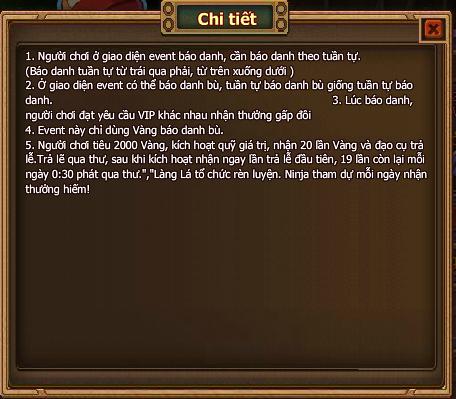 Chi tiết
1. Người chơi ở giao diện event báo danh, cần báo danh theo tuần tự.
(Báo danh tuần tự từ trái qua phải, từ trên xuống dưới )
2. Ở giao diện event có thể báo danh bù, tuần tự báo danh bù giống tuần tự báo
danh. 3. Lúc báo danh,
người chơi đạt yêu cầu VIP khác nhau nhận thưởng gấp đôi
4. Event này chỉ dùng Vàng báo danh bù.
5. Người chơi tiêu 2000 Vàng, kích hoạt quỹ giá trị, nhận 20 lần Vàng và đạo cụ trả
lễ.Trả lễ qua thư, sau khi kích hoạt nhận ngay lần trả lễ đầu tiên, 19 lần còn lại mỗi
ngày 0:30 phát qua thư.","Làng Lá tổ chức rèn luyện. Ninja tham dự mỗi ngày nhận
thưởng hiếm!